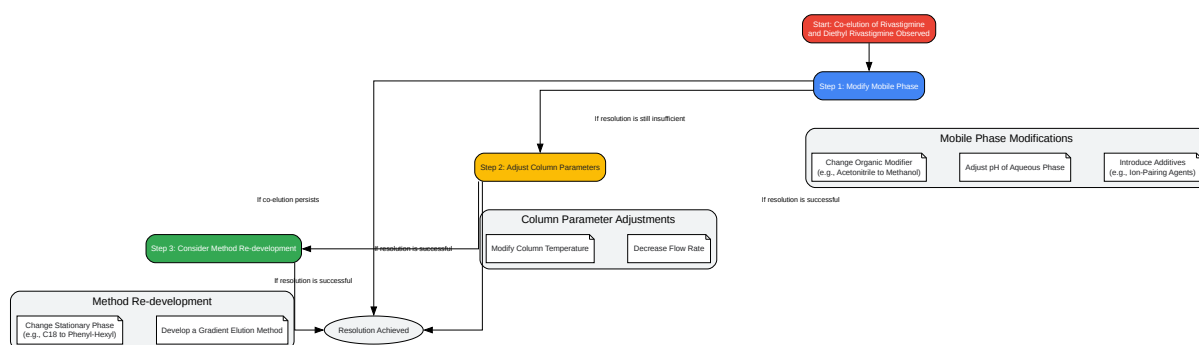 Start: Co-elution of Rivastigmine
and Diethyl Rivastigmine Observed
Step 1: Modify Mobile Phase
If resolution is still insufficient
Mobile Phase Modifications
Change Organic Modifier
(e.g., Acetonitrile to Methanol)
Adjust pH of Aqueous Phase
Introduce Additives
(e.g., Ion-Pairing Agents)
Step 2: Adjust Column Parameters
If co-elution persists
If resolution is successful
Column Parameter Adjustments
Modify Column Temperature
Decrease Flow Rate
Step 3: Consider Method Re-development
If resolution is successful
If resolution is successful
Method Re-development
Change Stationary Phase
(e.g., C18 to Phenyl-Hexyl)
Develop a Gradient Elution Method
Resolution Achieved